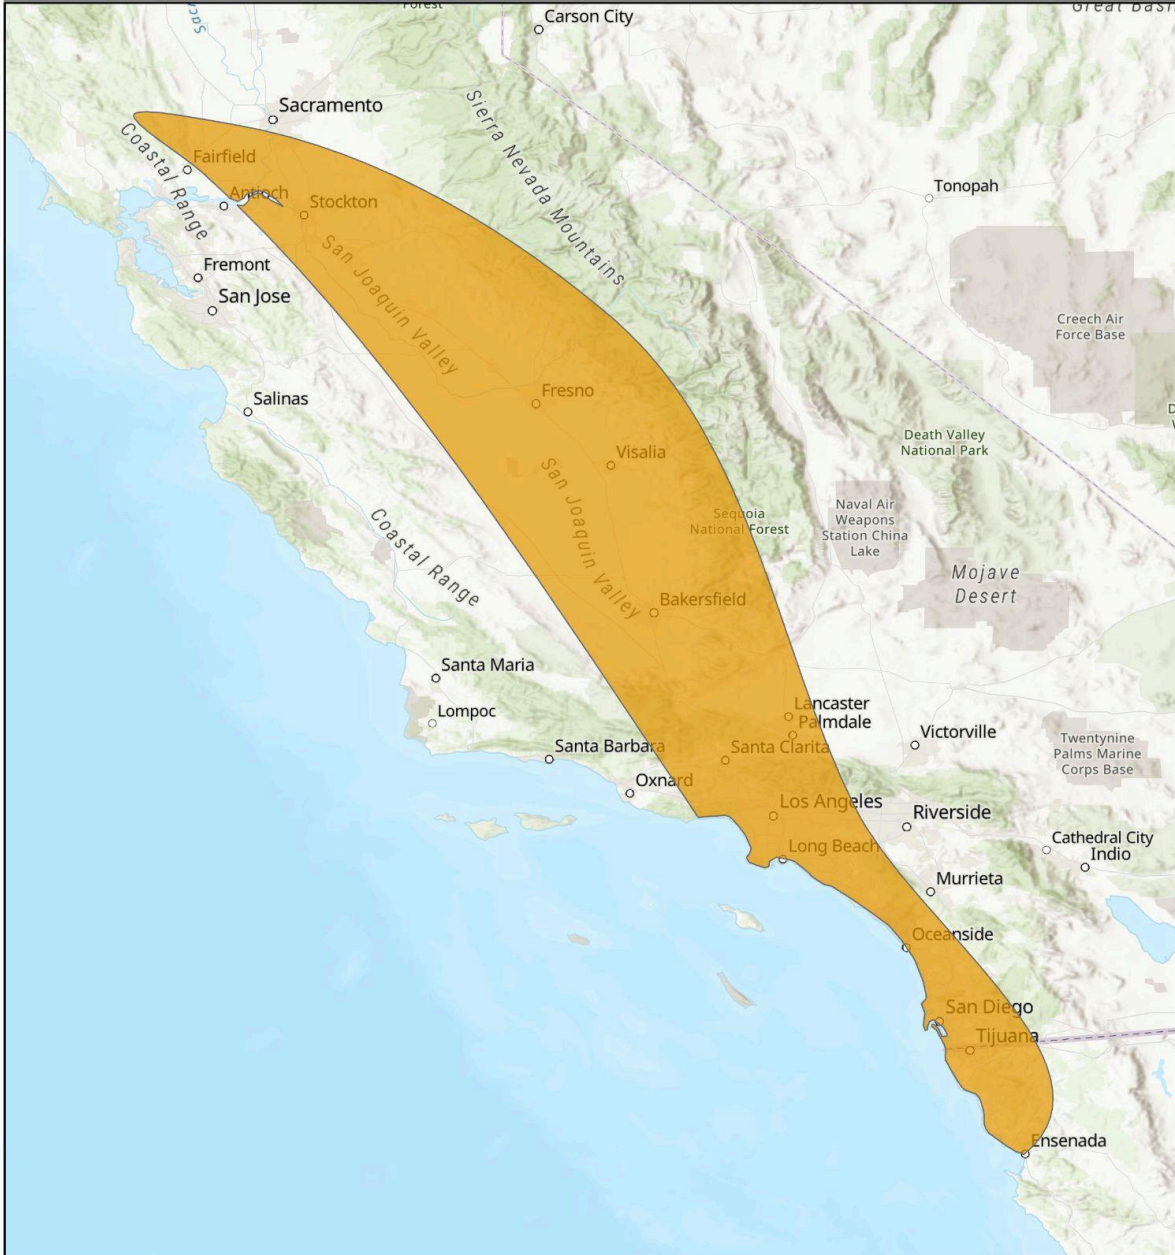 Forest
Great Basi
Carson City
Sac
Sacramento
Sierra Nevada Mountains
Coastal Range
Fairfield
Antioch
Stockton
Tonopah
San Joaquin Valley
Fremont
San Jose
Creech Air
Force Base
Fresno
Salinas
Death Valley
National Park
Visalia
San Joaquin Valley
Sequoia
National Forest
Naval Air
Weapons
Station China
Lake
Coastal Range
Mojave
Desert
Bakersfield
Santa Maria
Lompoc
Lancaster
Palmdale
Victorville
Santa Barbara
Santa Clarita
Twentynine
Palms Marine
Corps Base
Oxnard
Los Angeles
Riverside
Long Beach
Cathedral City
Indio
Murrieta
Oceanside
San Diego
Tijuana
Ensenada